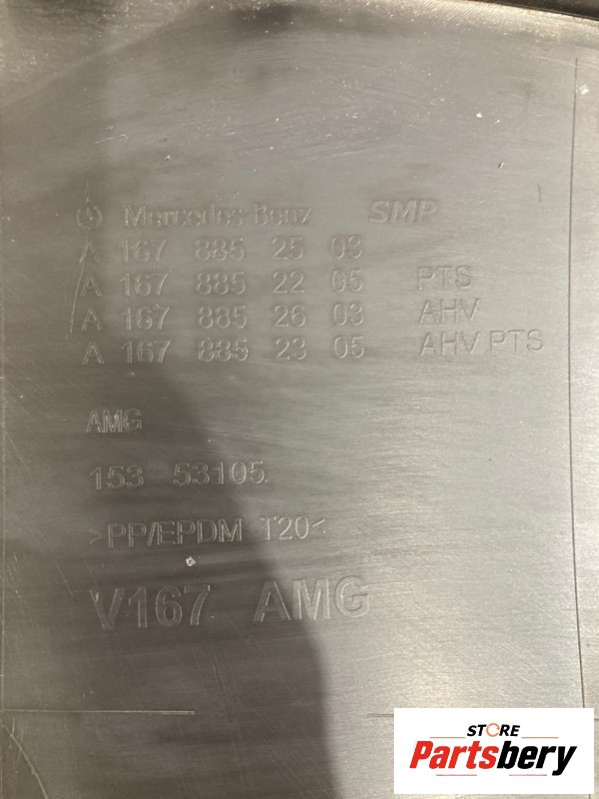 Mercedes-Benz SMP
A 167 885 25 03
A 167 885 22 05 PTS
A 167 885 26 03 AHV
A 167 885 23 05 AHV PTS
AMG
153 53105
>PP/EPDM T20<
V167 AMG
STORE
Partsbery